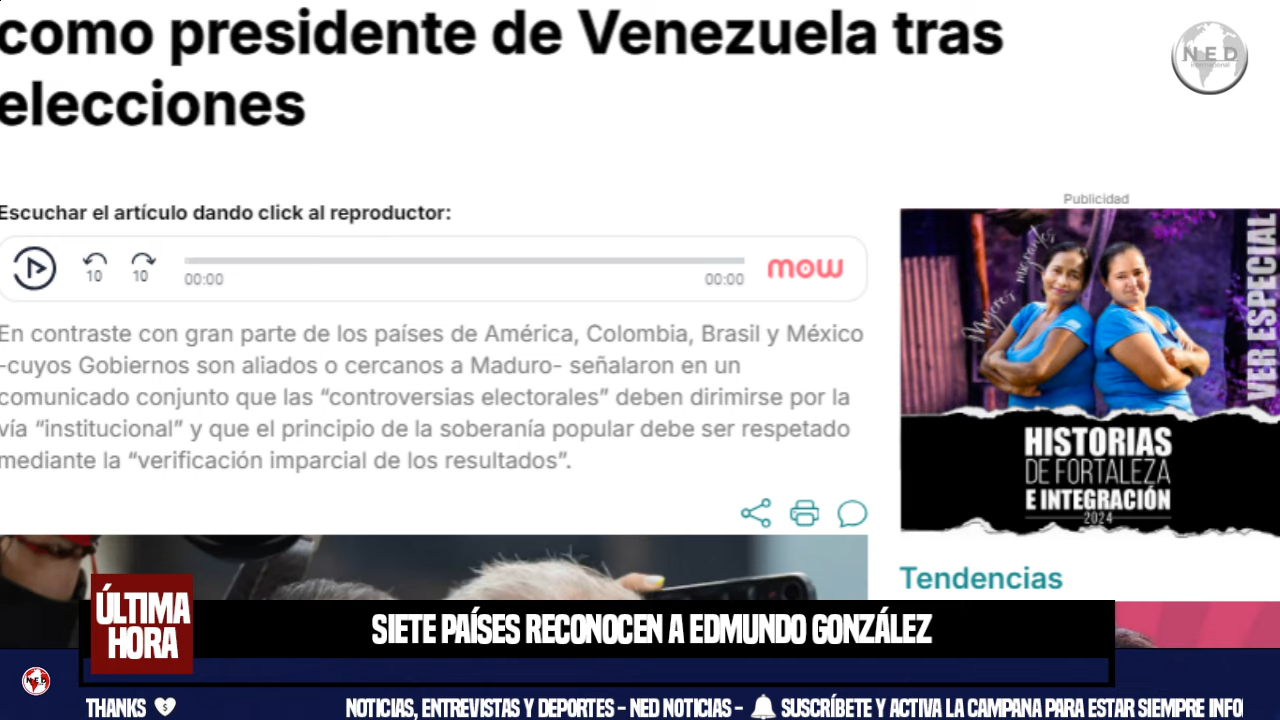 como presidente de Venezuela tras
elecciones
NED
international
Escuchar el artículo dando click al reproductor:
10
10
00:00
00:00
mow
En contraste con gran parte de los países de América, Colombia, Brasil y México
-cuyos Gobiernos son aliados o cercanos a Maduro- señalaron en un
comunicado conjunto que las “controversias electorales” deben dirimirse por la
vía “institucional” y que el principio de la soberanía popular debe ser respetado
mediante la “verificación imparcial de los resultados”.
Publicidad
Mujeres migrantes
VER ESPECIAL
HISTORIAS
DE FORTALEZA
E INTEGRACIÓN
2024
Tendencias
ÚLTIMA
HORA
SIETE PAÍSES RECONOCEN A EDMUNDO GONZÁLEZ
NED
THANKS
NOTICIAS, ENTREVISTAS Y DEPORTES - NED NOTICIAS - 🔔 SUSCRÍBETE Y ACTIVA LA CAMPANA PARA ESTAR SIEMPRE INFO